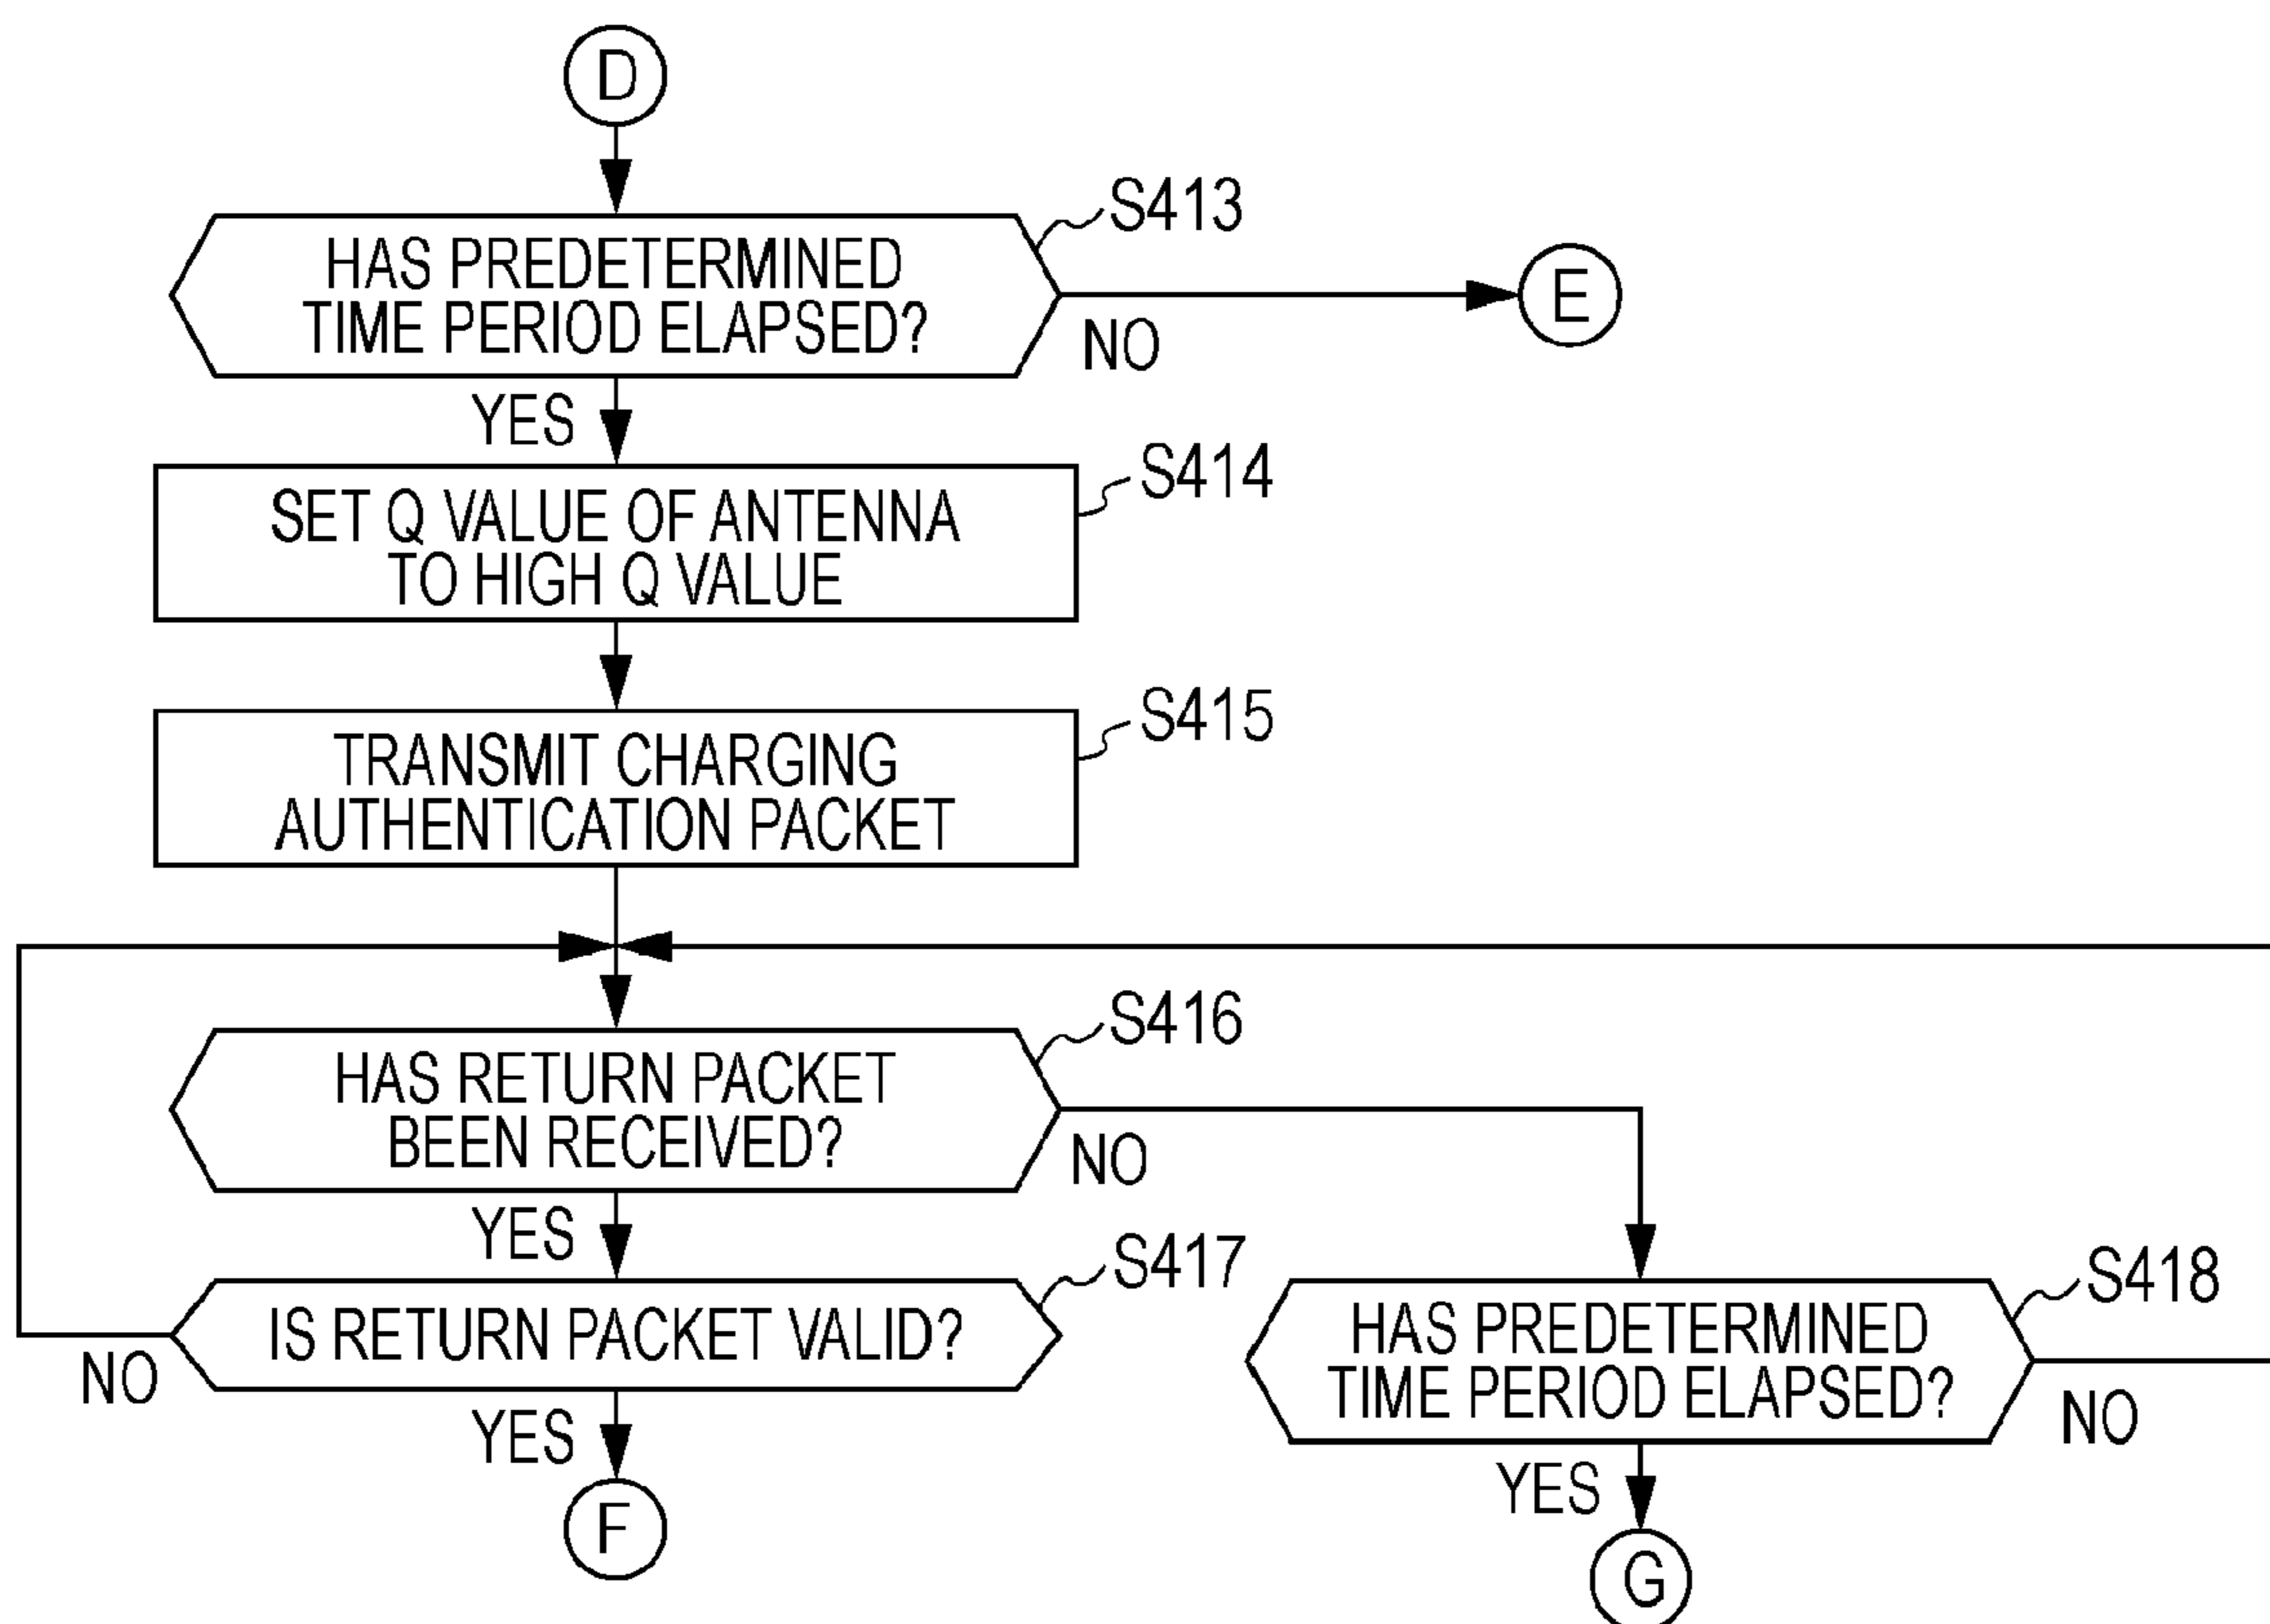 D
S413
HAS PREDETERMINED
TIME PERIOD ELAPSED?
E
NO
YES
S414
SET Q VALUE OF ANTENNA
TO HIGH Q VALUE
S415
TRANSMIT CHARGING
AUTHENTICATION PACKET
S416
HAS RETURN PACKET
BEEN RECEIVED?
NO
YES
S417
IS RETURN PACKET VALID?
NO
YES
F
S418
HAS PREDETERMINED
TIME PERIOD ELAPSED?
NO
YES
G